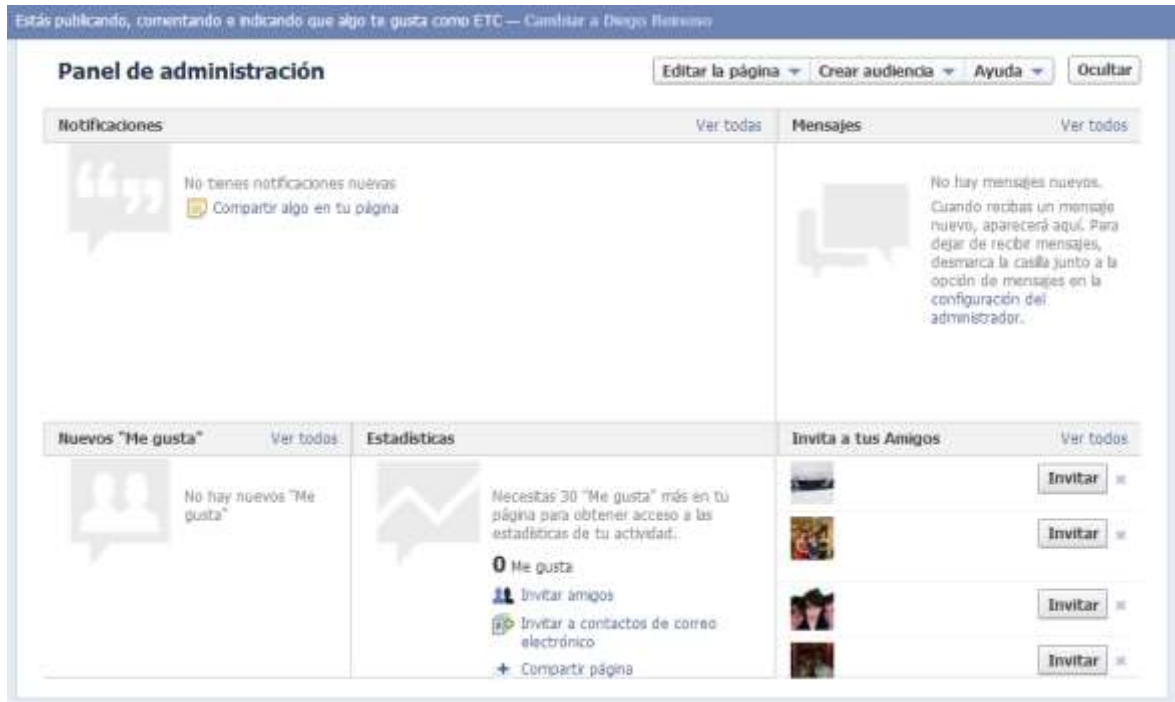 Estás publicando, comentando e indicando que algo te gusta como ETC — Cambiar a Diego
Panel de administración
Editar la página
Crear audiencia
Ayuda
Ocultar
Notificaciones
Ver todas
No tienes notificaciones nuevas
Compartir algo en tu página
Mensajes
Ver todos
No hay mensajes nuevos.
Cuando recibas un mensaje
nuevo, aparecerá aquí. Para
dejar de recibir mensajes,
desmarca la casilla junto a la
opción de mensajes en la
configuración del
administrador.
Nuevos "Me gusta"
Ver todos
No hay nuevos "Me
gusta"
Estadísticas
Necesitas 30 "Me gusta" más en tu
página para obtener acceso a las
estadísticas de tu actividad.
0 Me gusta
Invitar amigos
Invitar a contactos de correo
electrónico
Compartir página
Invita a tus Amigos
Ver todos
Invitar
Invitar
Invitar
Invitar